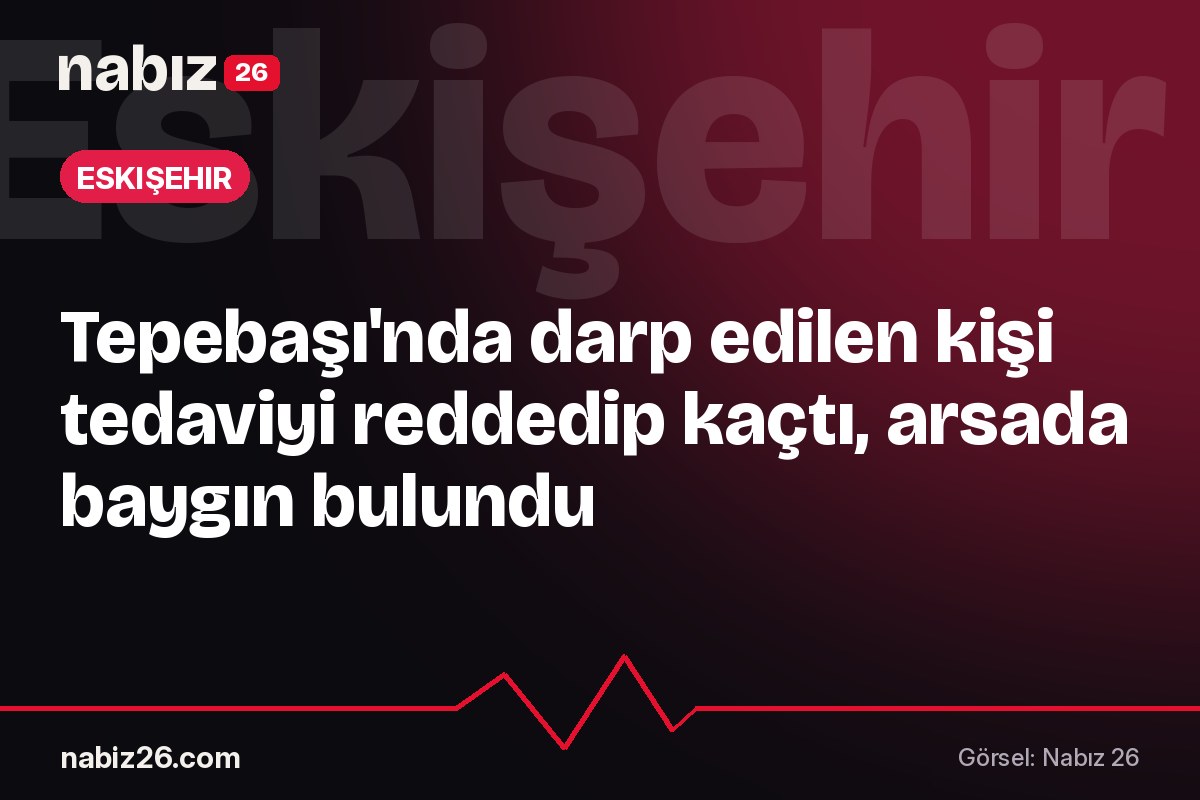 Eskişehir
nabız 26
ESKIŞEHIR
Tepebaşı'nda darp edilen kişi
tedaviyi reddedip kaçtı, arsada
baygın bulundu
nabiz26.com
Görsel: Nabız 26